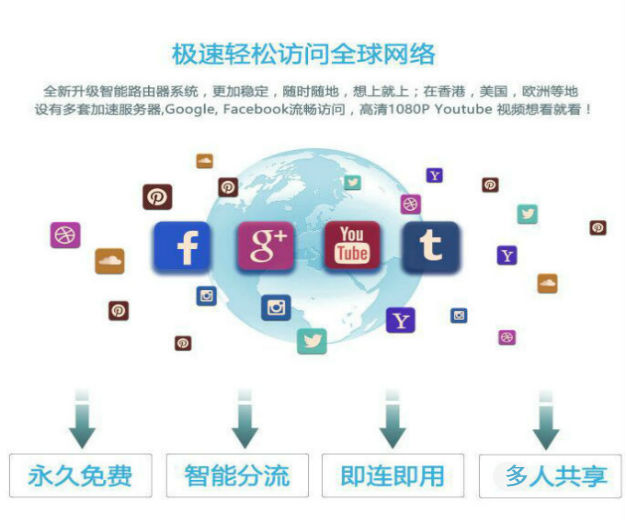 极速轻松访问全球网络
全新升级智能路由器系统，更加稳定，随时随地，想上就上；在香港，美国，欧洲等地
设有多套加速服务器,Google, Facebook流畅访问，高清1080P Youtube 视频想看就看！
f g+ You Tube t
永久免费 智能分流 即连即用 多人共享